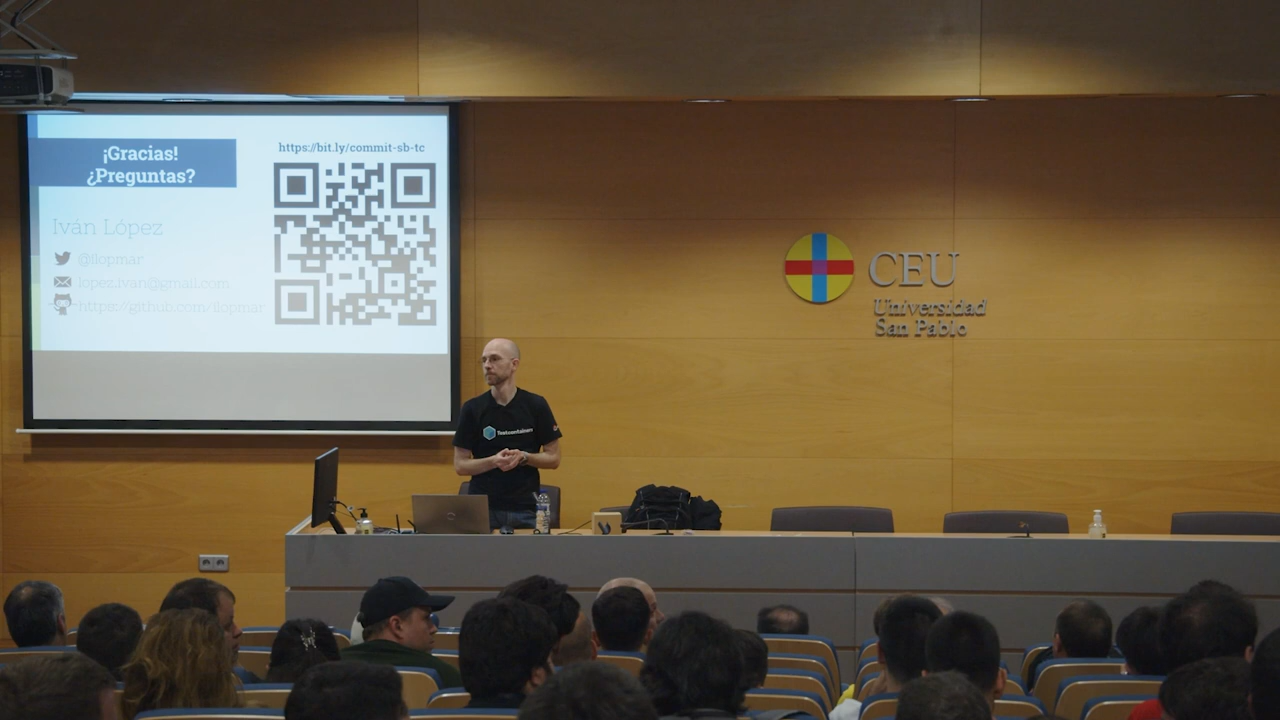 ¡Gracias!
¿Preguntas?
https://bit.ly/commit-sb-tc
Iván López
@ilopmar
lopez.ivan@gmail.com
https://github.com/ilopmar
CEU
Universidad
San Pablo
Testcontainers